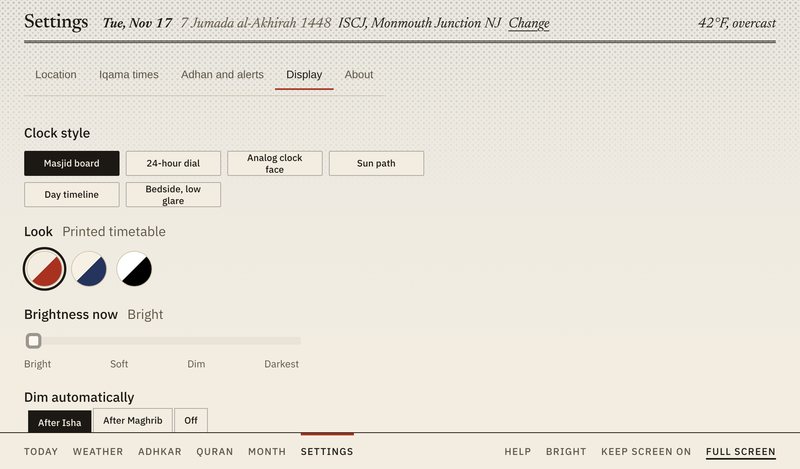 Settings Tue, Nov 17 7 Jumada al-Akhirah 1448 ISCJ, Monmouth Junction NJ Change 42°F, overcast
Location Iqama times Adhan and alerts Display About
Clock style
Masjid board 24-hour dial Analog clock face Sun path
Day timeline Bedside, low glare
Look Printed timetable
Brightness now Bright
Bright Soft Dim Darkest
Dim automatically
After Isha After Maghrib Off
TODAY WEATHER ADHKAR QURAN MONTH SETTINGS HELP BRIGHT KEEP SCREEN ON FULL SCREEN